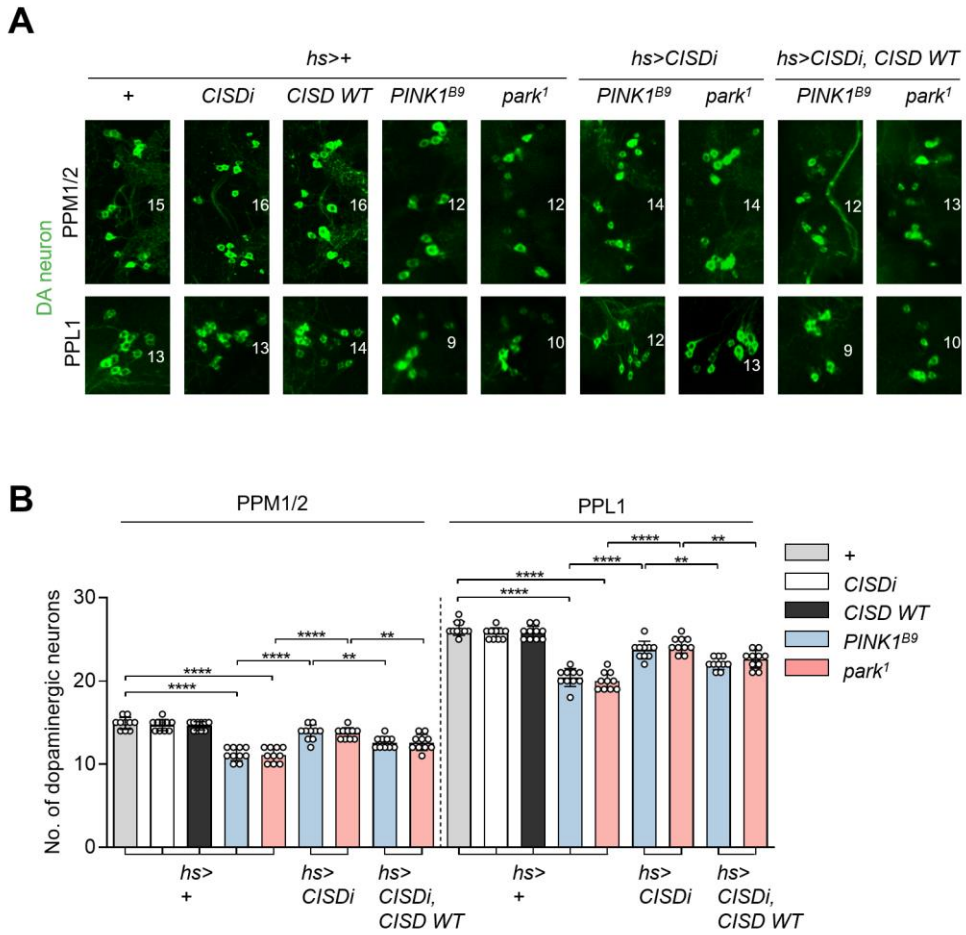 A
hs>+
hs>CISDi
hs>CISDi, CISD WT
+
CISDi
CISD WT
PINK1ᴮ⁹
park¹
PINK1ᴮ⁹
park¹
PINK1ᴮ⁹
park¹
DA neuron
PPM1/2
15
16
16
12
12
14
14
12
13
PPL1
13
13
14
9
10
12
13
9
10
B
PPM1/2
PPL1
No. of dopaminergic neurons
30
20
10
0
****
****
****
**
****
**
****
****
****
**
****
**
+
CISDi
CISD WT
PINK1ᴮ⁹
park¹
hs>
+
hs>
CISDi
hs>
CISDi,
CISD WT
hs>
+
hs>
CISDi
hs>
CISDi,
CISD WT